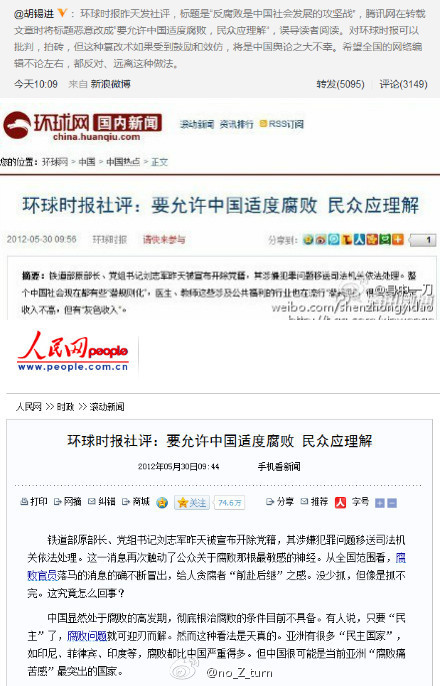 @胡锡进 : 环球时报昨天发社评，标题是“反腐败是中国社会发展的攻坚战”，腾讯网在转载
文章时将标题恶意改成“要允许中国适度腐败，民众应理解”，误导读者阅读。对环球时报可以
批判，拍砖，但这种篡改术如果受到鼓励和效仿，将是中国舆论之大不幸。希望全国的网络编
辑不论左右，都反对、远离这种做法。
今天10:09 来自新浪微博 转发(5095) 评论(3149)
环球网 国内新闻 滚动新闻 资讯排行 RSS订阅
china.huanqiu.com
您的位置：环球网 > 中国 > 中国热点 > 正文
环球时报社评：要允许中国适度腐败 民众应理解
2012-05-30 09:56 环球时报 请快来参与 分享到： 1
摘要：铁道部原部长、党组书记刘志军昨天被宣布开除党籍，其涉嫌犯罪问题移送司法机关依法处理。整
个中国社会现在都有些“潜规则化”，医生、教师这些涉及公共福利的行业也在流行“潜规则”，很
收入不高，但有“灰色收入”。
weibo.com/shenzhongyidao
人民网 people
www.people.com.cn
人民网 >> 时政 >> 滚动新闻
环球时报社评：要允许中国适度腐败 民众应理解
2012年05月30日09:44 手机看新闻
打印 网摘 纠错 商城 关注 74.6万 分享 推荐 人 字号
铁道部原部长、党组书记刘志军昨天被宣布开除党籍，其涉嫌犯罪问题移送司法机
关依法处理。这一消息再次触动了公众关于腐败那根最敏感的神经。从全国范围看，腐
败官员落马的消息的确不断冒出，给人贪腐者“前赴后继”之感。没少抓，但像是抓不
完。这究竟怎么回事？
中国显然处于腐败的高发期，彻底根治腐败的条件目前不具备。有人说，只要“民
主”了，腐败问题就可迎刃而解。然而这种看法是天真的。亚洲有很多“民主国家”，
如印尼、菲律宾、印度等，腐败都比中国严重得多。但中国很可能是当前亚洲“腐败痛
苦感”最突出的国家。
@no_Z_turn